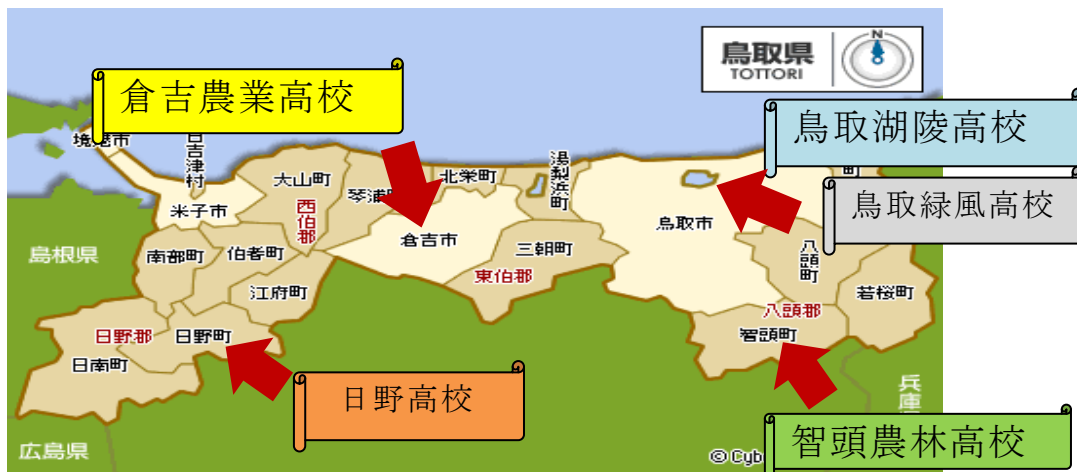 鳥取県
TOTTORI
N
倉吉農業高校
鳥取湖陵高校
鳥取緑風高校
境港市
日吉津村
大山町
琴浦町
北栄町
湯梨浜町
米子市
西伯郡
鳥取市
倉吉市
三朝町
八頭町
島根県
南部町
伯耆町
江府町
東伯郡
若桜町
八頭郡
日野郡
日野町
智頭町
日南町
日野高校
兵庫
智頭農林高校
広島県
© Cyb